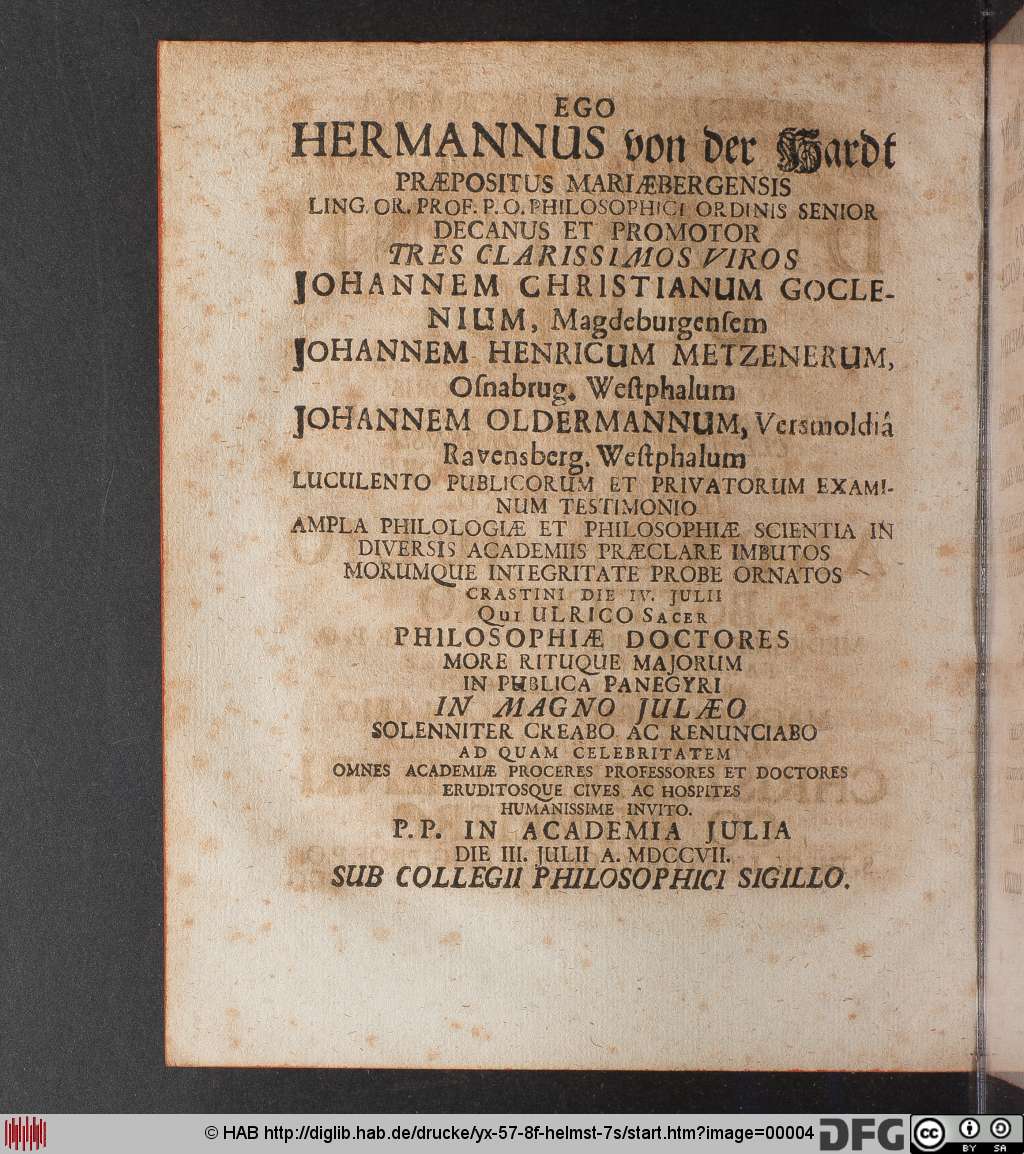 EGO
HERMANNUS von der Hardt
PRÆPOSITUS MARIÆBERGENSIS
LING. OR. PROF. P. O. PHILOSOPHICI ORDINIS SENIOR
DECANUS ET PROMOTOR
TRES CLARISSIMOS VIROS
JOHANNEM CHRISTIANUM GOCLE-
NIUM, Magdeburgenſem
JOHANNEM HENRICUM METZENERUM,
Oſnabrug. Weſtphalum
JOHANNEM OLDERMANNUM, Versmoldiâ
Ravensberg. Weſtphalum
LUCULENTO PUBLICORUM ET PRIVATORUM EXAMI-
NUM TESTIMONIO
AMPLA PHILOLOGIÆ ET PHILOSOPHIÆ SCIENTIA IN
DIVERSIS ACADEMIIS PRÆCLARE IMBUTOS
MORUMQUE INTEGRITATE PROBE ORNATOS
CRASTINI DIE IV. JULII
QUI ULRICO SACER
PHILOSOPHIÆ DOCTORES
MORE RITUQUE MAJORUM
IN PUBLICA PANEGYRI
IN MAGNO JULÆO
SOLENNITER CREABO AC RENUNCIABO
AD QUAM CELEBRITATEM
OMNES ACADEMIÆ PROCERES PROFESSORES ET DOCTORES
ERUDITOSQUE CIVES AC HOSPITES
HUMANISSIME INVITO.
P. P. IN ACADEMIA JULIA
DIE III. JULII A. MDCCVII.
SUB COLLEGII PHILOSOPHICI SIGILLO.
© HAB http://diglib.hab.de/drucke/yx-57-8f-helmst-7s/start.htm?image=00004
DFG
cc BY SA